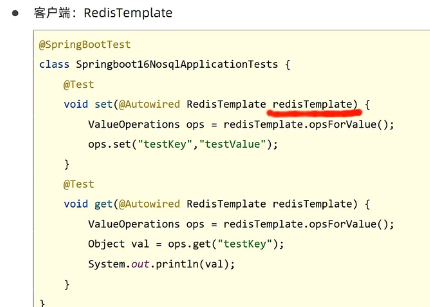 ● 客户端：RedisTemplate
@SpringBootTest
class Springboot16NosqlApplicationTests {
@Test
void set(@Autowired RedisTemplate redisTemplate) {
ValueOperations ops = redisTemplate.opsForValue();
ops.set("testKey","testValue");
}
@Test
void get(@Autowired RedisTemplate redisTemplate) {
ValueOperations ops = redisTemplate.opsForValue();
Object val = ops.get("testKey");
System.out.println(val);
}
}